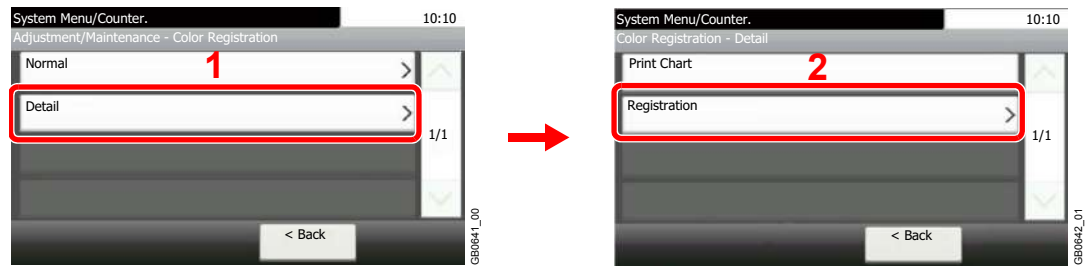 System Menu/Counter.
10:10
Adjustment/Maintenance - Color Registration
Normal
1
>
Detail
>
1/1
< Back
GB0641_00
System Menu/Counter.
10:10
Color Registration - Detail
Print Chart
2
Registration
>
1/1
< Back
GB0642_01